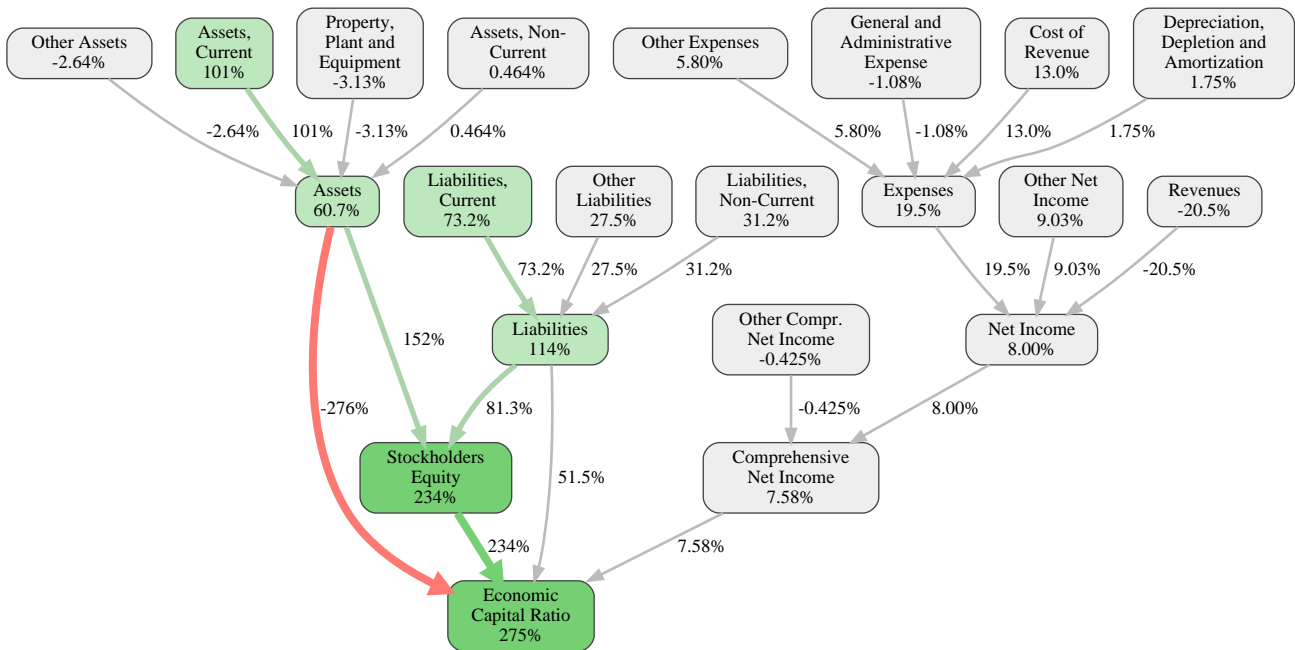 Other Assets
-2.64%
Assets,
Current
101%
Property,
Plant and
Equipment
-3.13%
Assets, Non-
Current
0.464%
Other Expenses
5.80%
General and
Administrative
Expense
-1.08%
Cost of
Revenue
13.0%
Depreciation,
Depletion and
Amortization
1.75%
-2.64%
101%
-3.13%
0.464%
5.80%
-1.08%
13.0%
1.75%
Assets
60.7%
Liabilities,
Current
73.2%
Other
Liabilities
27.5%
Liabilities,
Non-Current
31.2%
Expenses
19.5%
Other Net
Income
9.03%
Revenues
-20.5%
73.2%
27.5%
31.2%
19.5%
9.03%
-20.5%
152%
Liabilities
114%
Other Compr.
Net Income
-0.425%
Net Income
8.00%
-276%
81.3%
-0.425%
8.00%
Stockholders
Equity
234%
51.5%
Comprehensive
Net Income
7.58%
234%
7.58%
Economic
Capital Ratio
275%